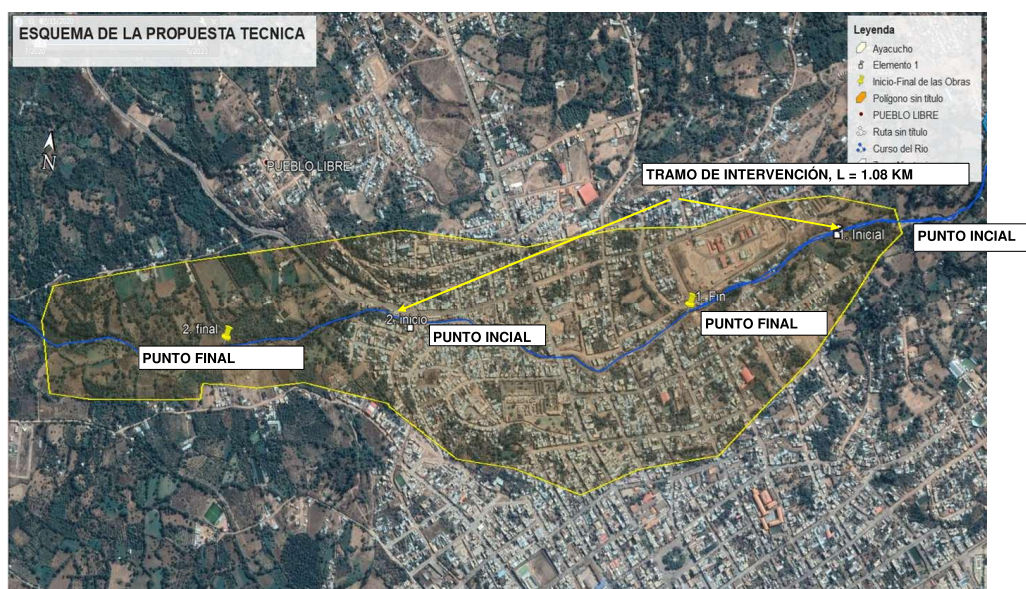 ESQUEMA DE LA PROPUESTA TECNICA
Leyenda
Ayacucho
Elemento 1
Inicio-Final de las Obras
Polígono sin título
PUEBLO LIBRE
Ruta sin título
Curso del Rio
N
PUEBLO LIBRE
TRAMO DE INTERVENCIÓN, L = 1.08 KM
1. Inicial
PUNTO INCIAL
1. Fin
PUNTO FINAL
2. inicio
PUNTO INCIAL
2. final
PUNTO FINAL